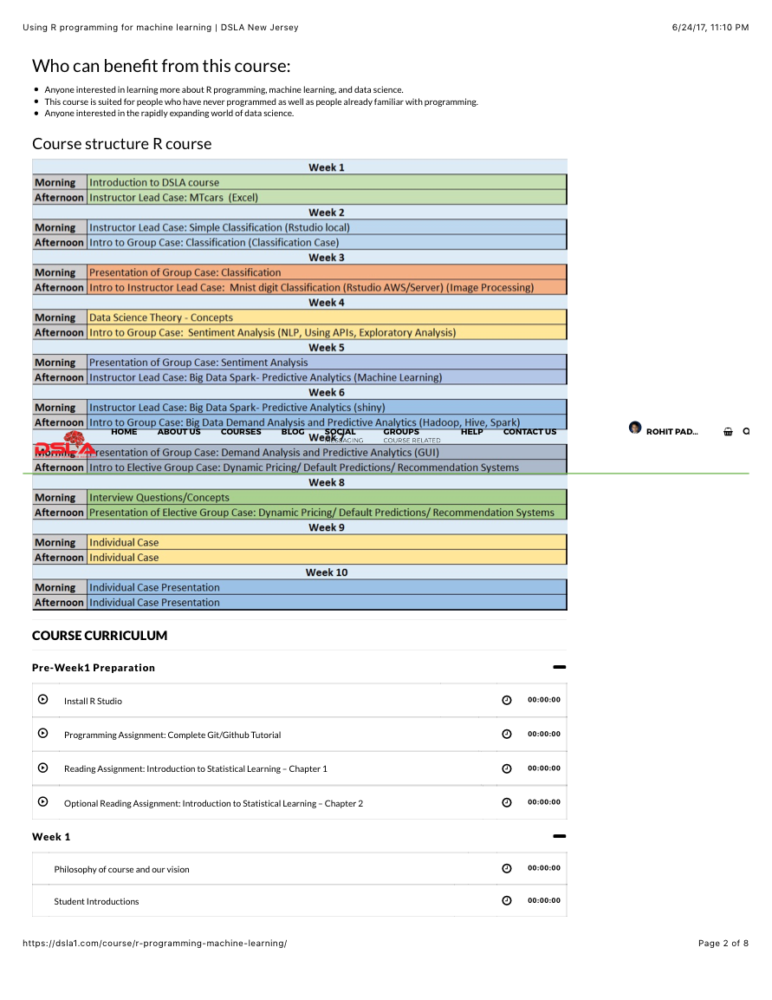 Using R programming for machine learning | DSLA New Jersey 6/24/17, 11:10 PM
Who can benefit from this course:
Anyone interested in learning more about R programming, machine learning, and data science.
This course is suited for people who have never programmed as well as people already familiar with programming.
Anyone interested in the rapidly expanding world of data science.
Course structure R course
Week 1
Morning Introduction to DSLA course
Afternoon Instructor Lead Case: MTcars (Excel)
Week 2
Morning Instructor Lead Case: Simple Classification (Rstudio local)
Afternoon Intro to Group Case: Classification (Classification Case)
Week 3
Morning Presentation of Group Case: Classification
Afternoon Intro to Instructor Lead Case: Mnist digit Classification (Rstudio AWS/Server) (Image Processing)
Week 4
Morning Data Science Theory - Concepts
Afternoon Intro to Group Case: Sentiment Analysis (NLP, Using APIs, Exploratory Analysis)
Week 5
Morning Presentation of Group Case: Sentiment Analysis
Afternoon Instructor Lead Case: Big Data Spark- Predictive Analytics (Machine Learning)
Week 6
Morning Instructor Lead Case: Big Data Spark- Predictive Analytics (shiny)
Afternoon Intro to Group Case: Big Data Demand Analysis and Predictive Analytics (Hadoop, Hive, Spark)
HOME ABOUT US COURSES BLOG SOCIAL GROUPS HELP CONTACT US ROHIT PAD...
Week 7 COURSE RELATED
DSLA
Morning Presentation of Group Case: Demand Analysis and Predictive Analytics (GUI)
Afternoon Intro to Elective Group Case: Dynamic Pricing/ Default Predictions/ Recommendation Systems
Week 8
Morning Interview Questions/Concepts
Afternoon Presentation of Elective Group Case: Dynamic Pricing/ Default Predictions/ Recommendation Systems
Week 9
Morning Individual Case
Afternoon Individual Case
Week 10
Morning Individual Case Presentation
Afternoon Individual Case Presentation
COURSE CURRICULUM
Pre-Week1 Preparation
Install R Studio 00:00:00
Programming Assignment: Complete Git/Github Tutorial 00:00:00
Reading Assignment: Introduction to Statistical Learning – Chapter 1 00:00:00
Optional Reading Assignment: Introduction to Statistical Learning – Chapter 2 00:00:00
Week 1
Philosophy of course and our vision 00:00:00
Student Introductions 00:00:00
https://dsla1.com/course/r-programming-machine-learning/ Page 2 of 8